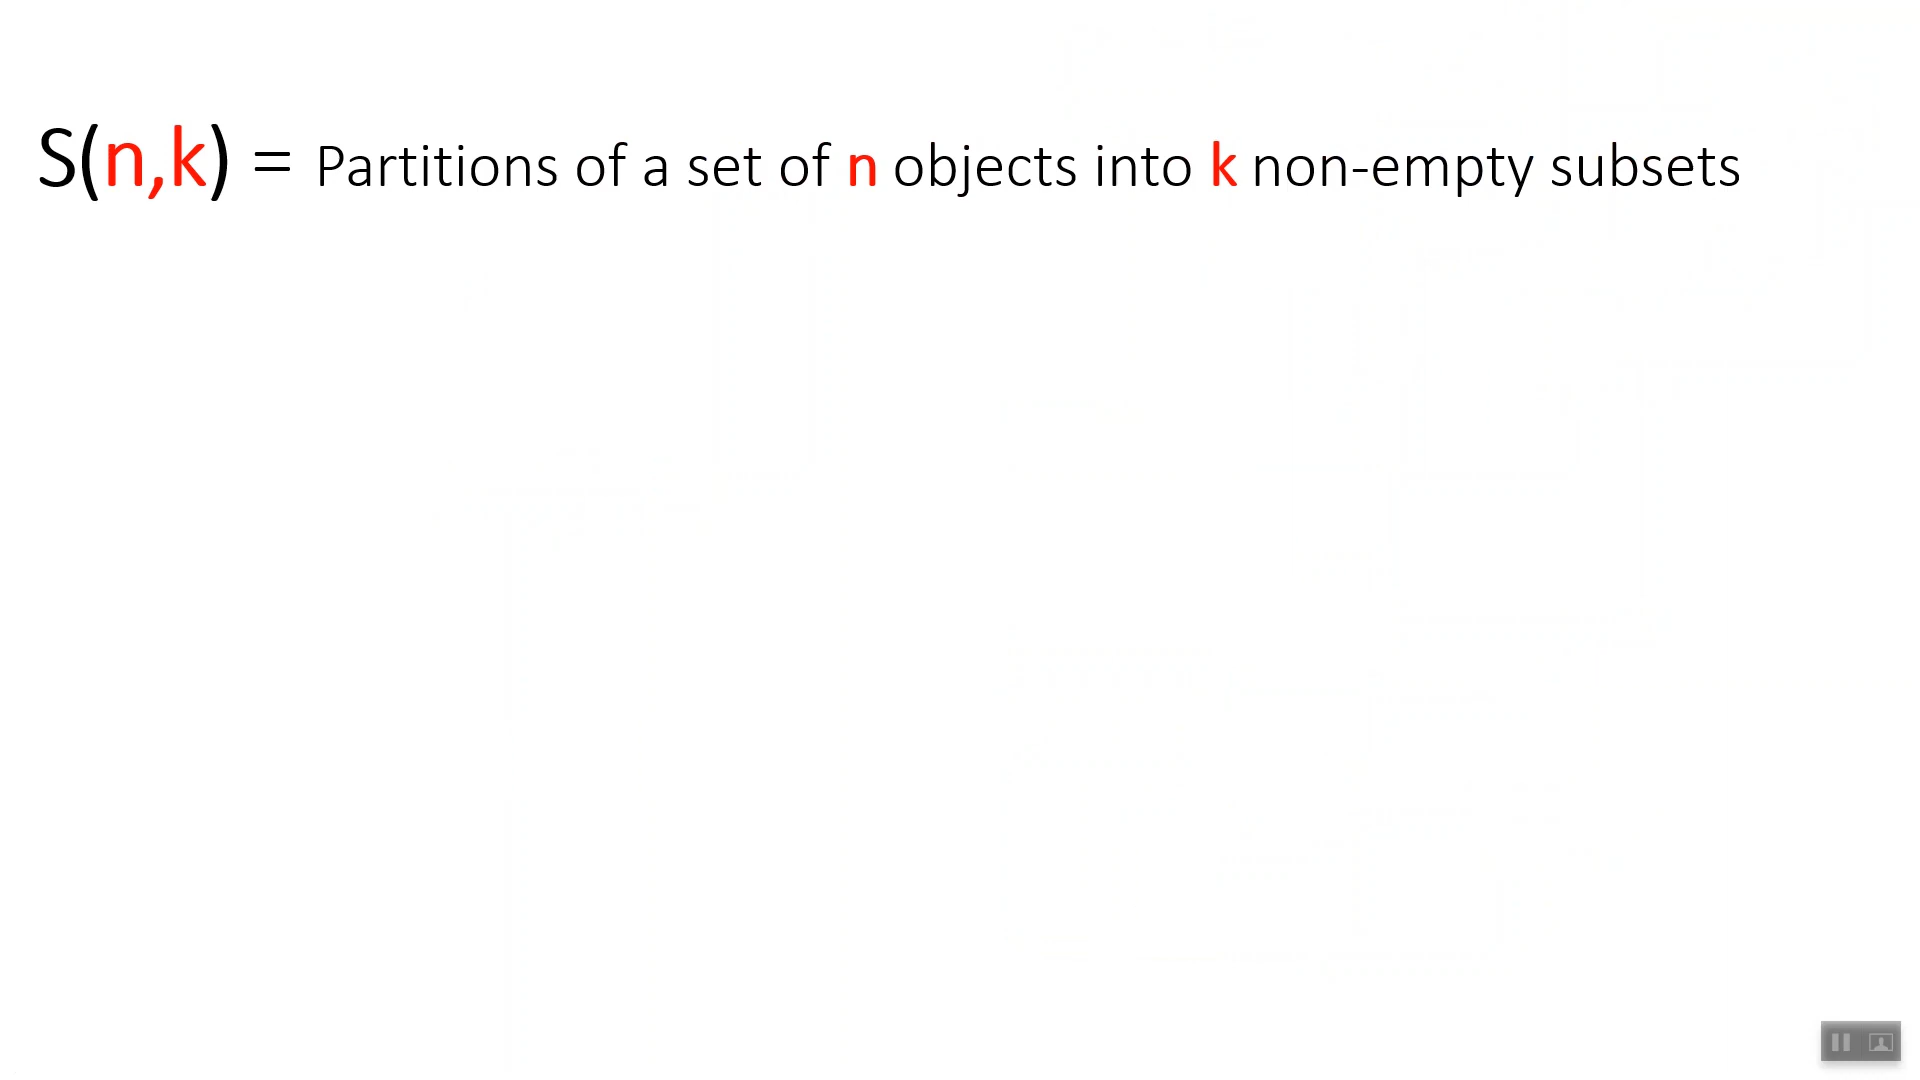 S(n,k) = Partitions of a set of n objects into k non-empty subsets